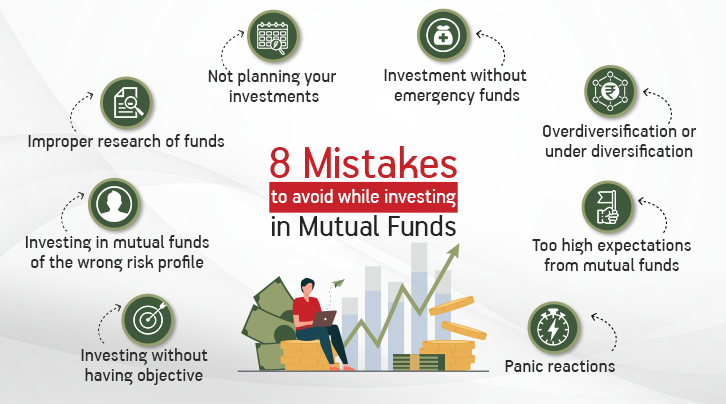 Not planning your
investments
Investment without
emergency funds
Improper research of funds
Overdiversification or
under diversification
8 Mistakes
to avoid while investing
in Mutual Funds
Investing in mutual funds
of the wrong risk profile
Too high expectations
from mutual funds
Investing without
having objective
Panic reactions